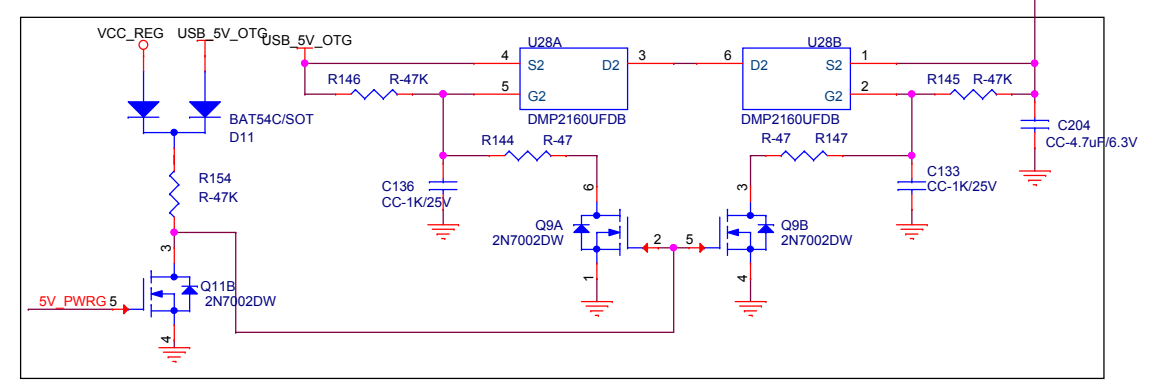 VCC_REG
USB_5V_OTG
USB_5V_OTG
BAT54C/SOT
D11
R154
R-47K
3
Q11B
2N7002DW
5V_PWRG
5
4
R146
R-47K
4
5
U28A
S2
D2
G2
DMP2160UFDB
3
6
U28B
D2
S2
G2
DMP2160UFDB
1
2
R145
R-47K
C204
CC-4.7uF/6.3V
R144
R-47
R-47
R147
C136
CC-1K/25V
C133
CC-1K/25V
6
Q9A
2N7002DW
2
1
5
3
Q9B
2N7002DW
4